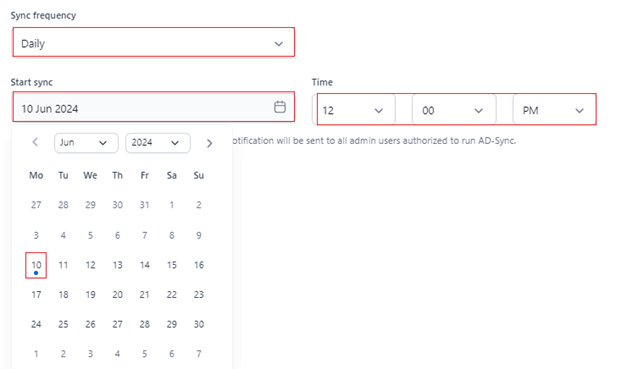 Sync frequency
Daily
Start sync Time
10 Jun 2024 12 00 PM
Jun 2024 otification will be sent to all admin users authorized to run AD-Sync.
Mo Tu We Th Fr Sa Su
27 28 29 30 31 1 2
3 4 5 6 7 8 9
10 11 12 13 14 15 16
17 18 19 20 21 22 23
24 25 26 27 28 29 30
1 2 3 4 5 6 7